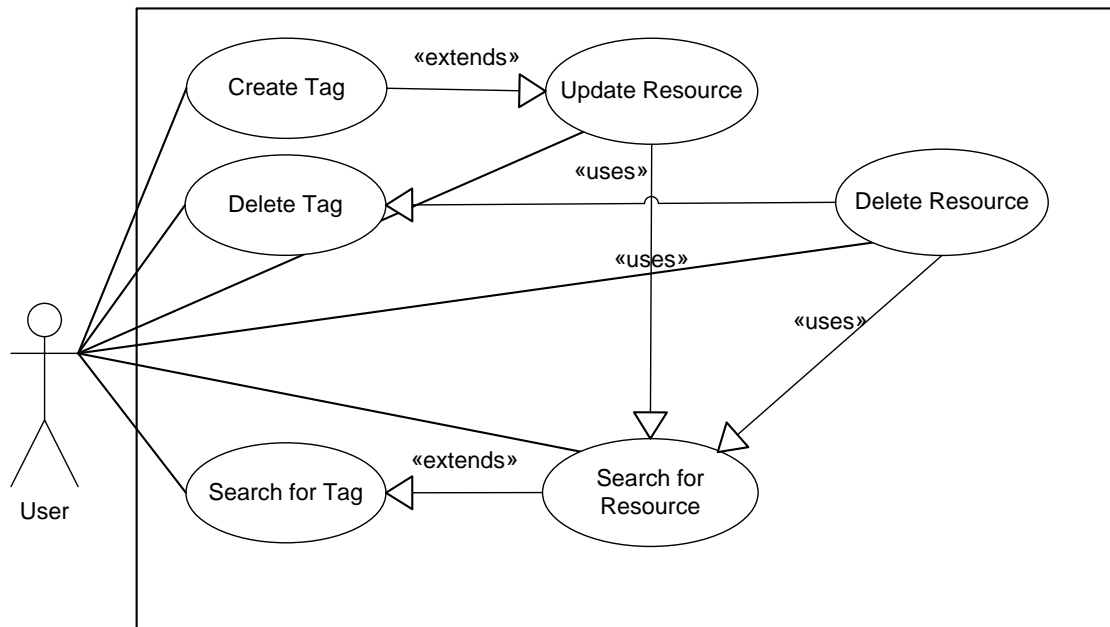 «extends»
Create Tag
Update Resource
«uses»
Delete Tag
Delete Resource
«uses»
«uses»
«extends»
Search for Tag
Search for
Resource
User